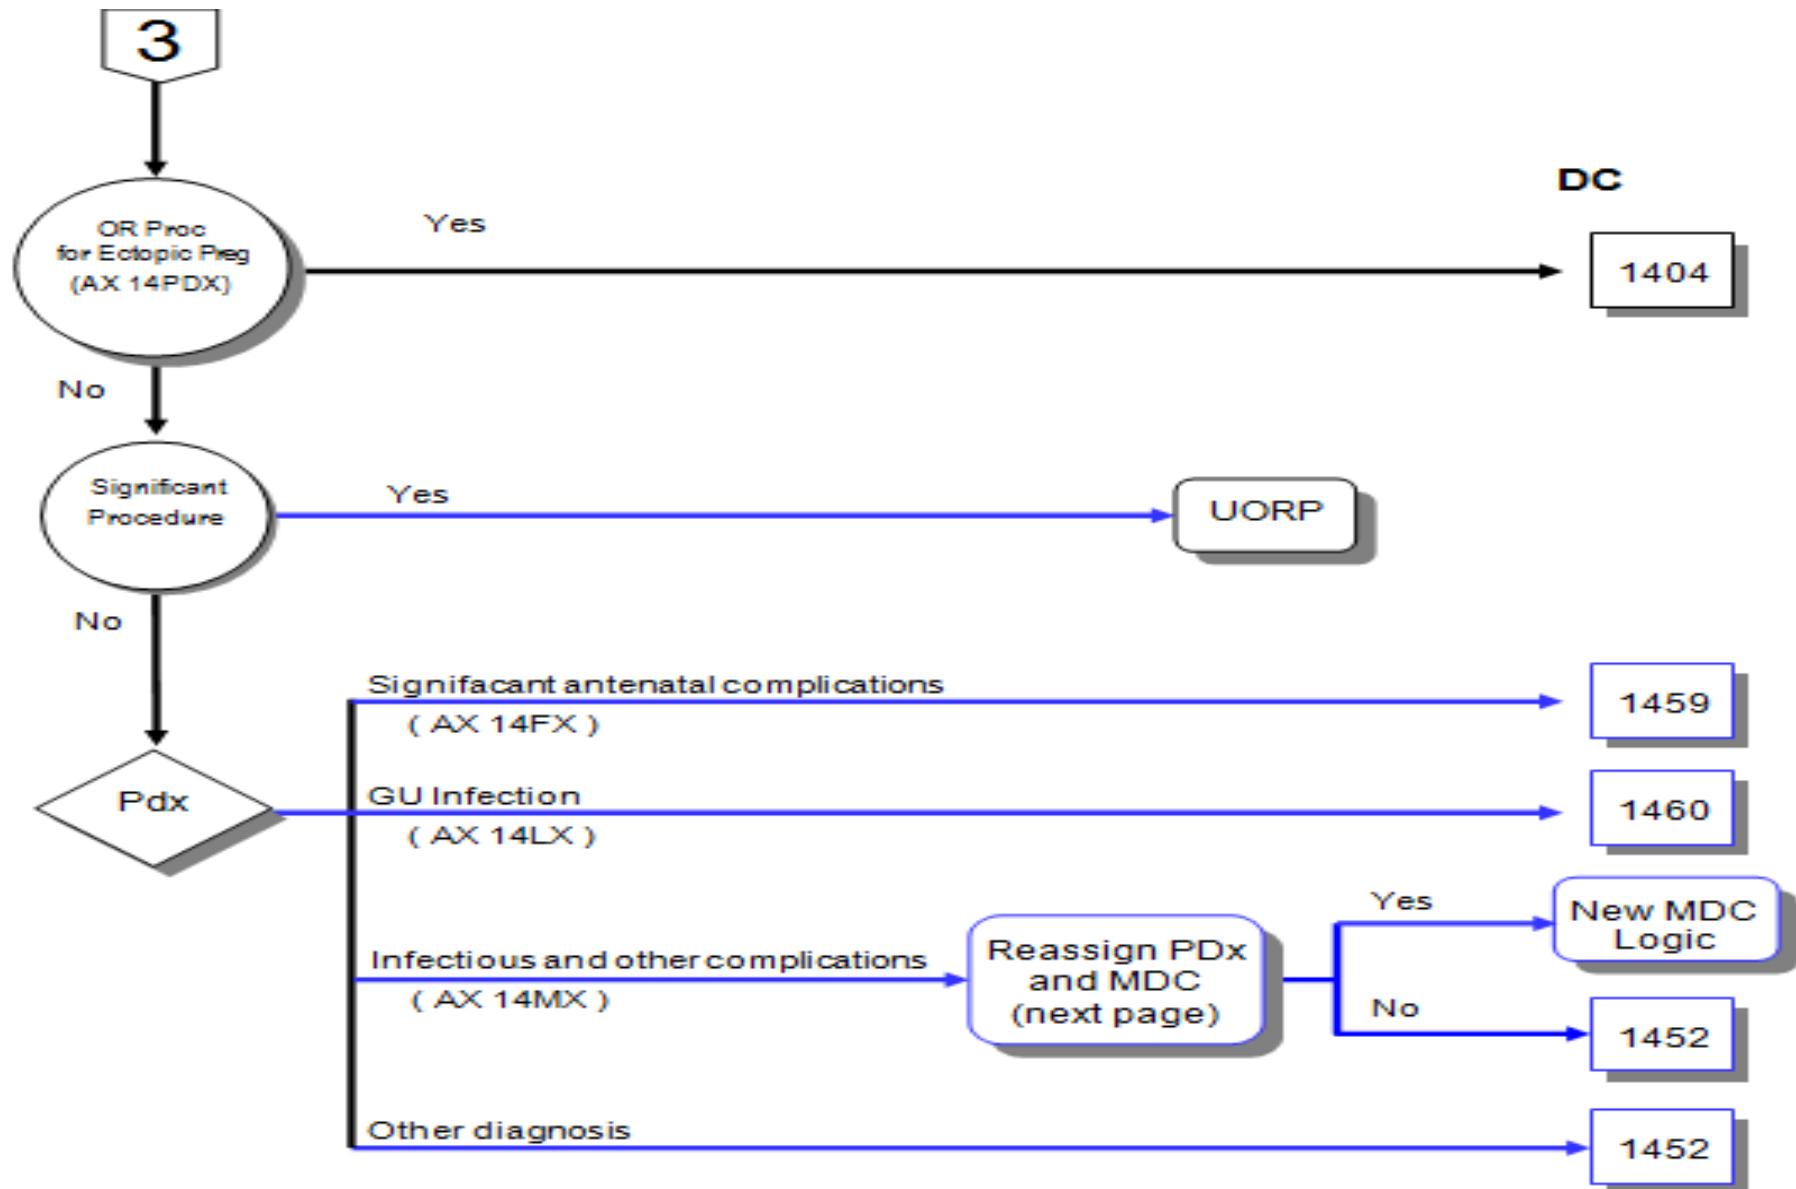 3
DC
OR Proc
for Ectopic Preg
(AX 14PDX)
Yes
1404
No
Significant
Procedure
Yes
UORP
No
Pdx
Signifacant antenatal complications
( AX 14FX )
1459
GU Infection
( AX 14LX )
1460
Infectious and other complications
( AX 14MX )
Reassign PDx
and MDC
(next page)
Yes
New MDC
Logic
No
1452
Other diagnosis
1452